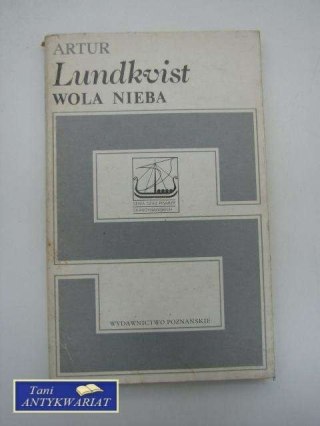 ARTUR
Lundkvist
WOLA NIEBA
WYDAWNICTWO POZNAŃSKIE
Tani
ANTYKWARIAT